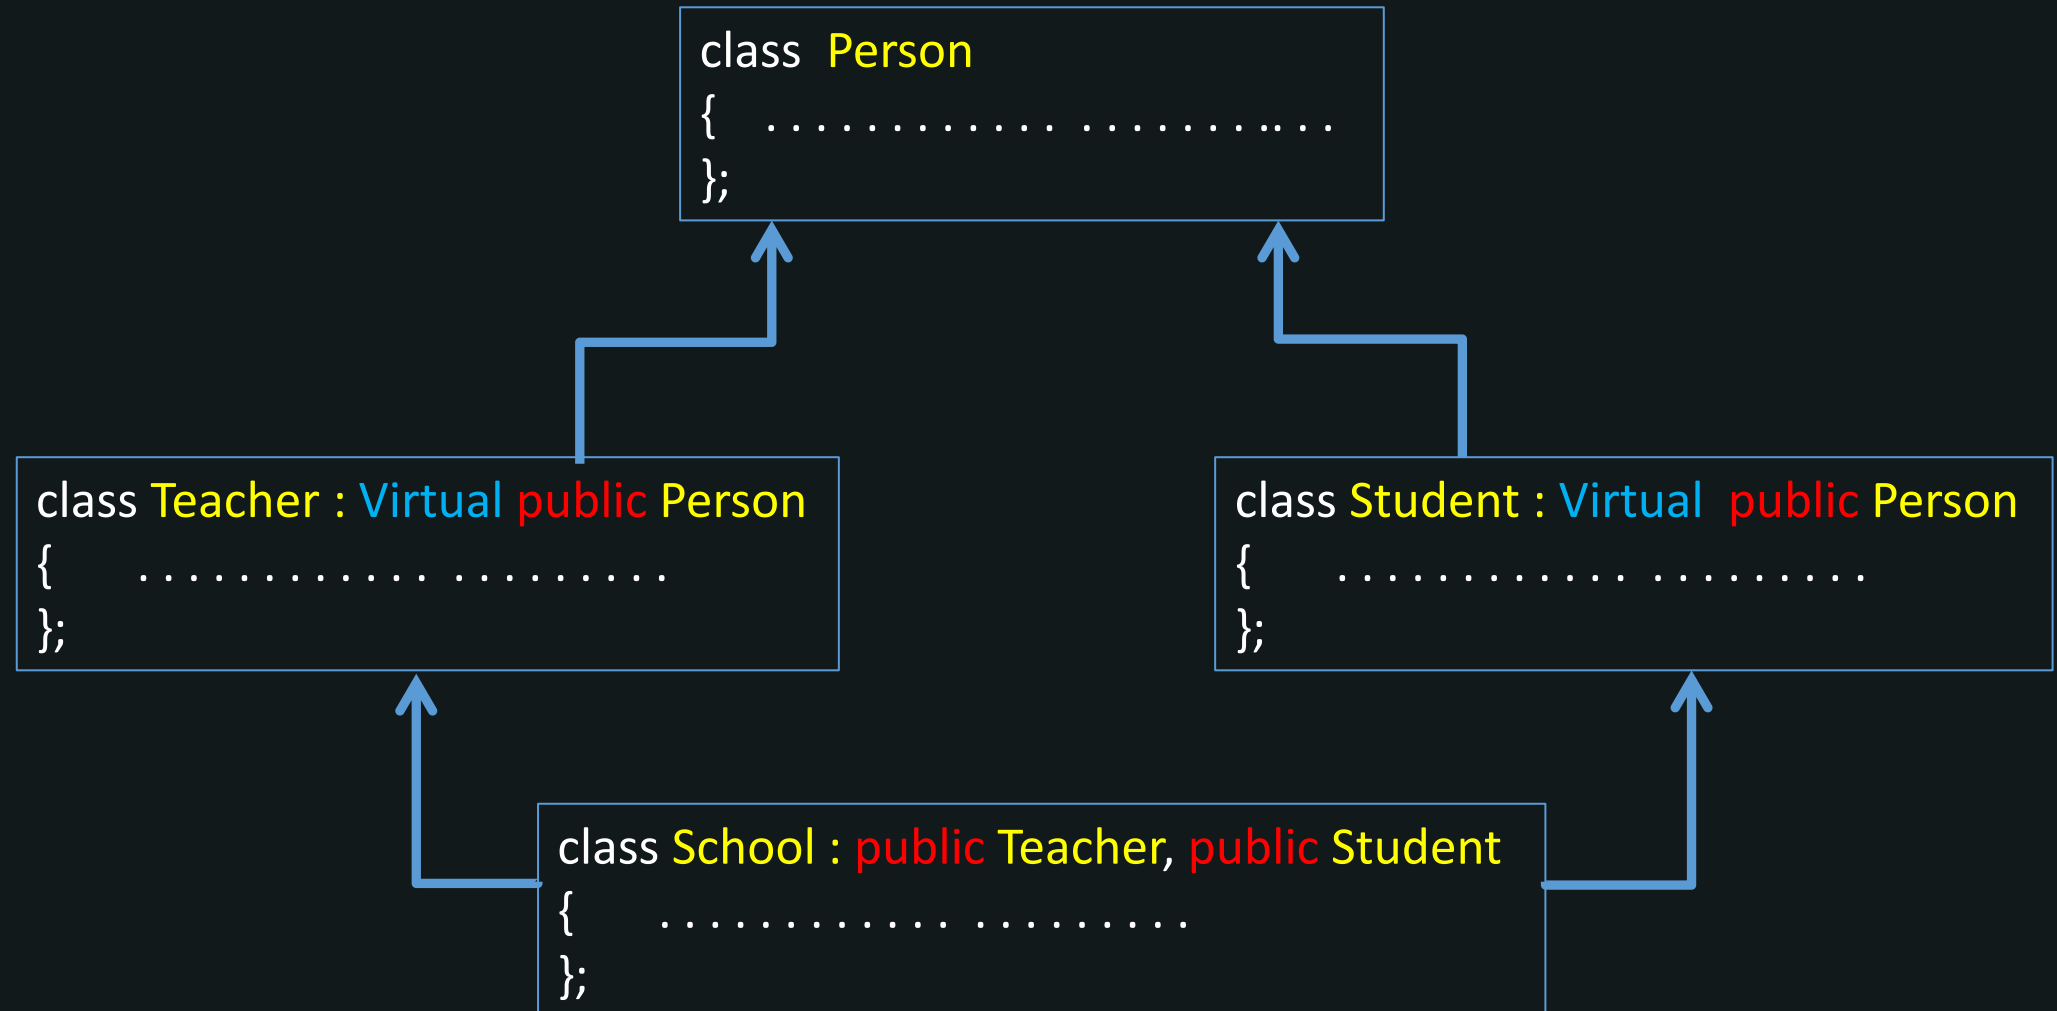 class Person
{ . . . . . . . . . . . . . . . . . . . .. . .
};
class Teacher : Virtual public Person
{ . . . . . . . . . . . . . . . . . . . . .
};
class Student : Virtual public Person
{ . . . . . . . . . . . . . . . . . . . . .
};
class School : public Teacher, public Student
{ . . . . . . . . . . . . . . . . . . . . .
};